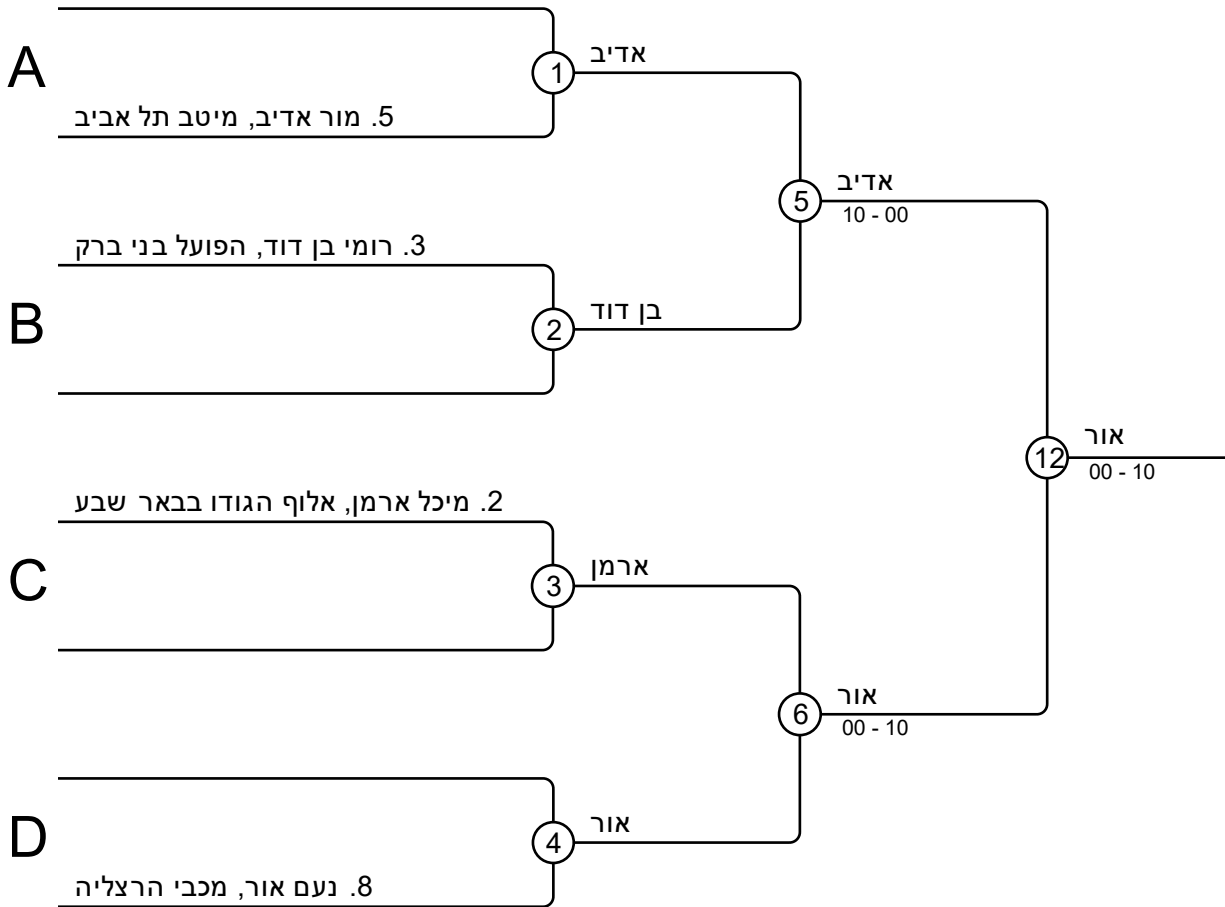 A
1
אדיב
5. מור אדיב, מיטב תל אביב
5
אדיב
10 - 00
3. רומי בן דוד, הפועל בני ברק
B
2
בן דוד
12
אור
00 - 10
2. מיכל ארמן, אלוף הגודו בבאר שבע
C
3
ארמן
6
אור
00 - 10
D
4
אור
8. נעם אור, מכבי הרצליה